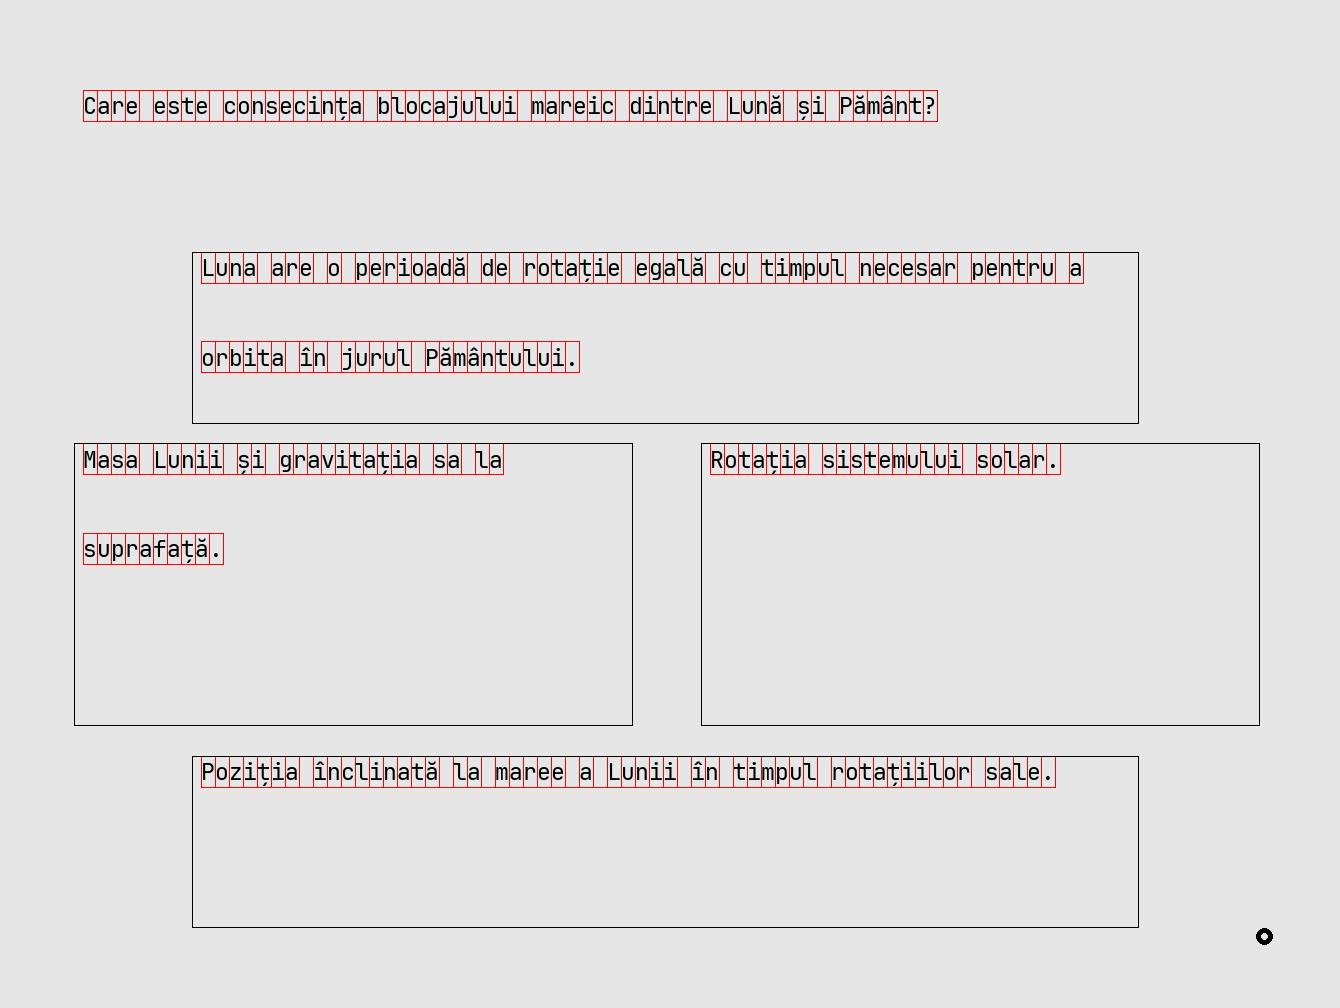 Care este consecința blocajului mareic dintre Lună și Pământ?
Luna are o perioadă de rotație egală cu timpul necesar pentru a
orbita în jurul Pământului.
Masa Lunii și gravitația sa la
suprafață.
Rotația sistemului solar.
Poziția înclinată la maree a Lunii în timpul rotațiilor sale.